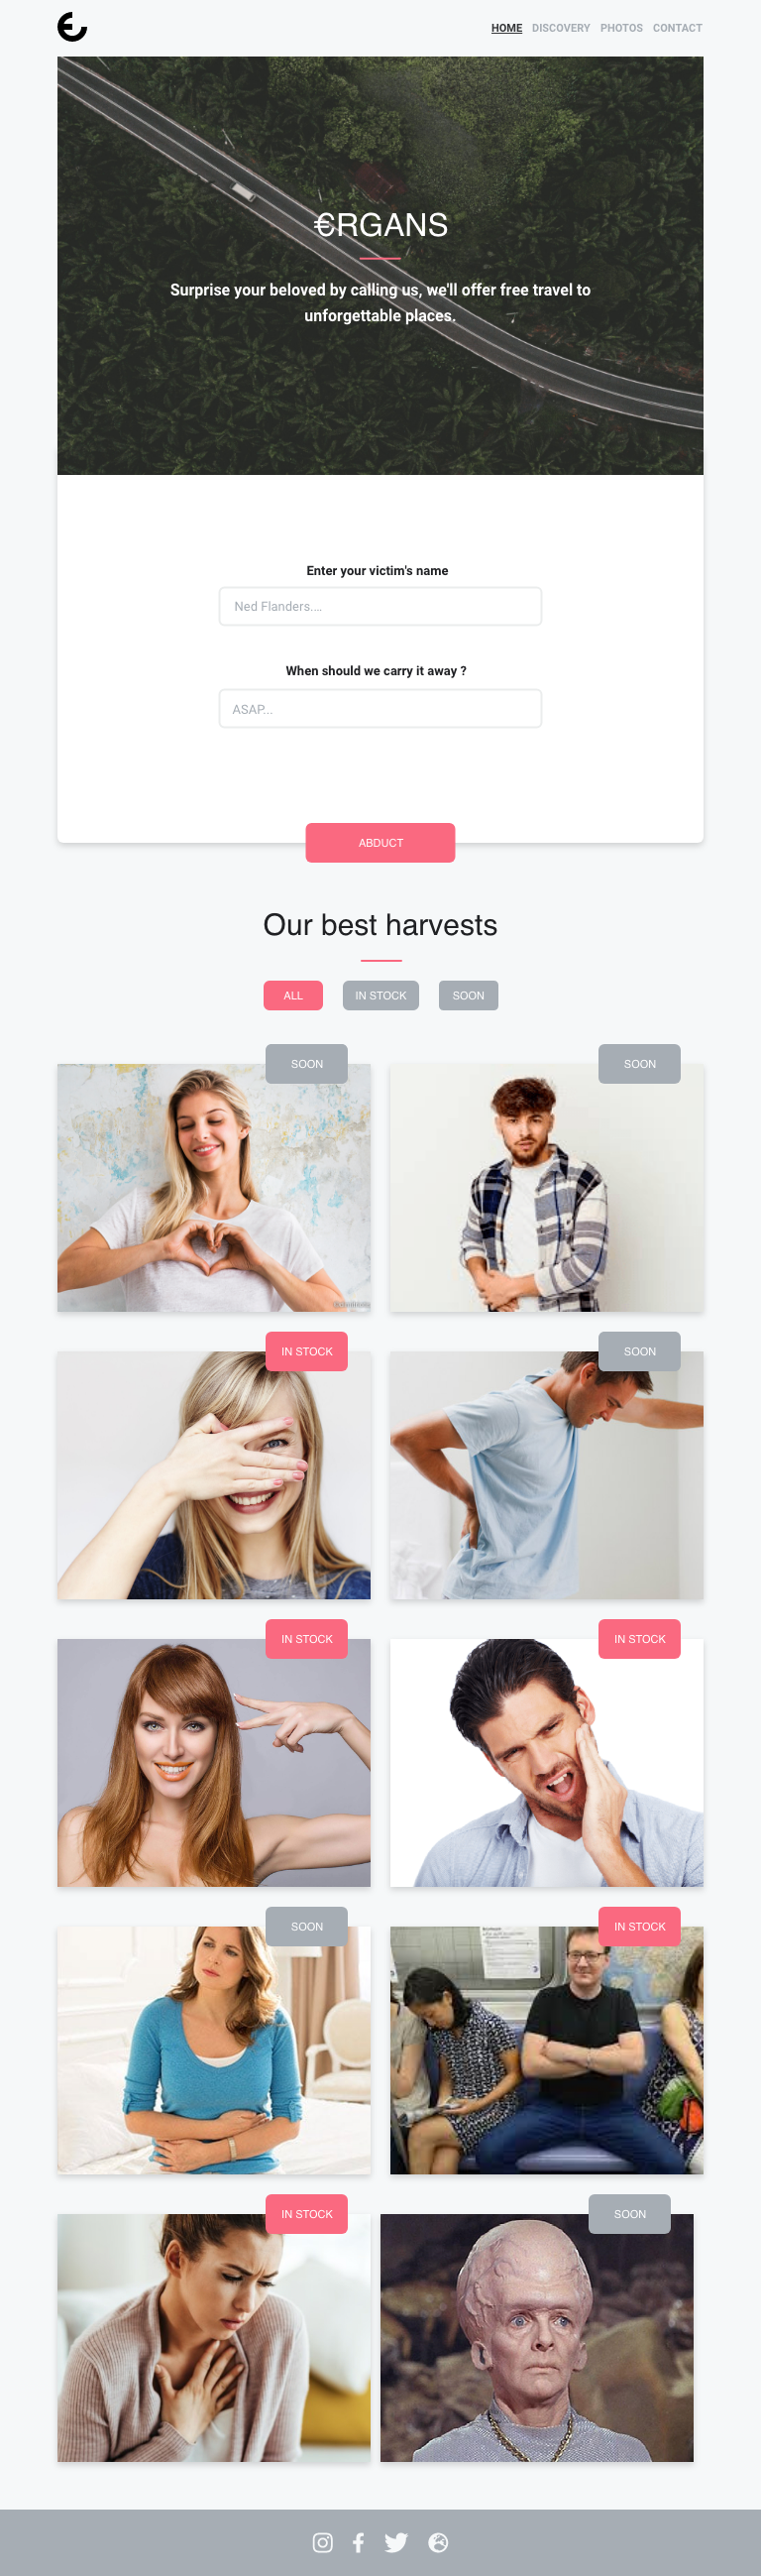 HOME DISCOVERY PHOTOS CONTACT
€RGANS
Surprise your beloved by calling us, we'll offer free travel to
unforgettable places.
Enter your victim's name
Ned Flanders....
When should we carry it away ?
ASAP...
ABDUCT
Our best harvests
ALL IN STOCK SOON
SOON SOON
IN STOCK SOON
IN STOCK IN STOCK
SOON IN STOCK
IN STOCK SOON